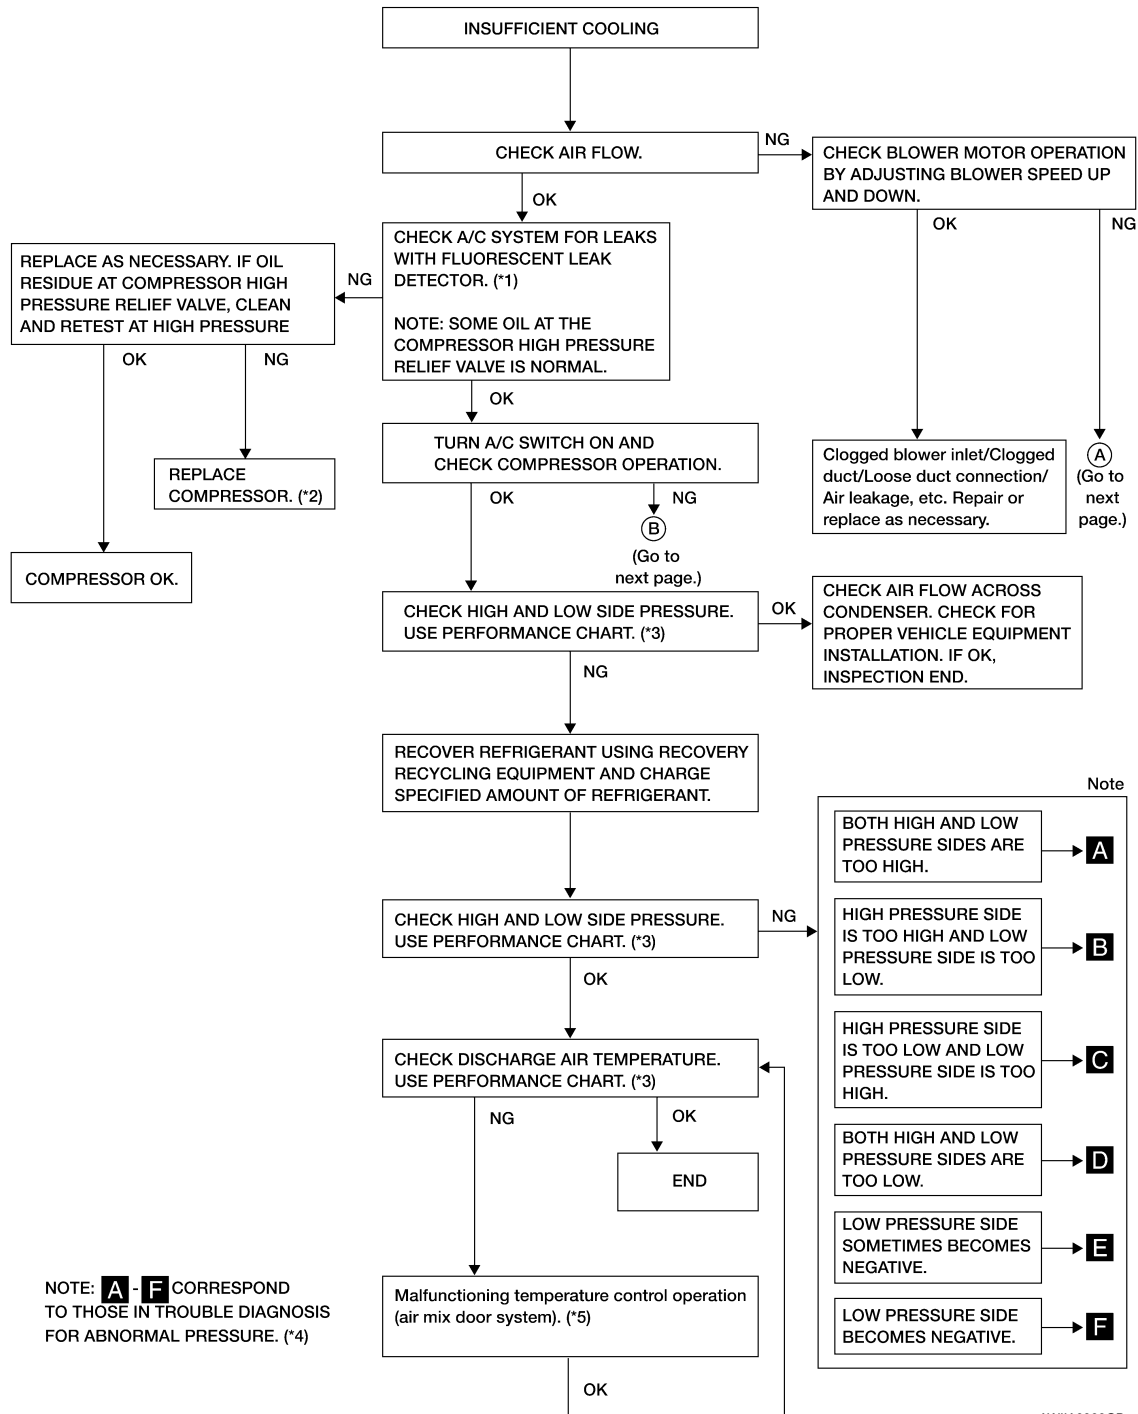 INSUFFICIENT COOLING
CHECK AIR FLOW.
NG
CHECK BLOWER MOTOR OPERATION
BY ADJUSTING BLOWER SPEED UP
AND DOWN.
OK
OK
NG
CHECK A/C SYSTEM FOR LEAKS
WITH FLUORESCENT LEAK
DETECTOR. (*1)
NOTE: SOME OIL AT THE
COMPRESSOR HIGH PRESSURE
RELIEF VALVE IS NORMAL.
NG
REPLACE AS NECESSARY. IF OIL
RESIDUE AT COMPRESSOR HIGH
PRESSURE RELIEF VALVE, CLEAN
AND RETEST AT HIGH PRESSURE
OK
NG
REPLACE
COMPRESSOR. (*2)
COMPRESSOR OK.
OK
TURN A/C SWITCH ON AND
CHECK COMPRESSOR OPERATION.
OK
NG
B
(Go to
next page.)
Clogged blower inlet/Clogged
duct/Loose duct connection/
Air leakage, etc. Repair or
replace as necessary.
A
(Go to
next
page.)
CHECK HIGH AND LOW SIDE PRESSURE.
USE PERFORMANCE CHART. (*3)
OK
CHECK AIR FLOW ACROSS
CONDENSER. CHECK FOR
PROPER VEHICLE EQUIPMENT
INSTALLATION. IF OK,
INSPECTION END.
NG
RECOVER REFRIGERANT USING RECOVERY
RECYCLING EQUIPMENT AND CHARGE
SPECIFIED AMOUNT OF REFRIGERANT.
CHECK HIGH AND LOW SIDE PRESSURE.
USE PERFORMANCE CHART. (*3)
NG
Note
BOTH HIGH AND LOW
PRESSURE SIDES ARE
TOO HIGH.
A
HIGH PRESSURE SIDE
IS TOO HIGH AND LOW
PRESSURE SIDE IS TOO
LOW.
B
HIGH PRESSURE SIDE
IS TOO LOW AND LOW
PRESSURE SIDE IS TOO
HIGH.
C
BOTH HIGH AND LOW
PRESSURE SIDES ARE
TOO LOW.
D
LOW PRESSURE SIDE
SOMETIMES BECOMES
NEGATIVE.
E
LOW PRESSURE SIDE
BECOMES NEGATIVE.
F
OK
CHECK DISCHARGE AIR TEMPERATURE.
USE PERFORMANCE CHART. (*3)
NG
OK
END
Malfunctioning temperature control operation
(air mix door system). (*5)
OK
NOTE: A - F CORRESPOND
TO THOSE IN TROUBLE DIAGNOSIS
FOR ABNORMAL PRESSURE. (*4)